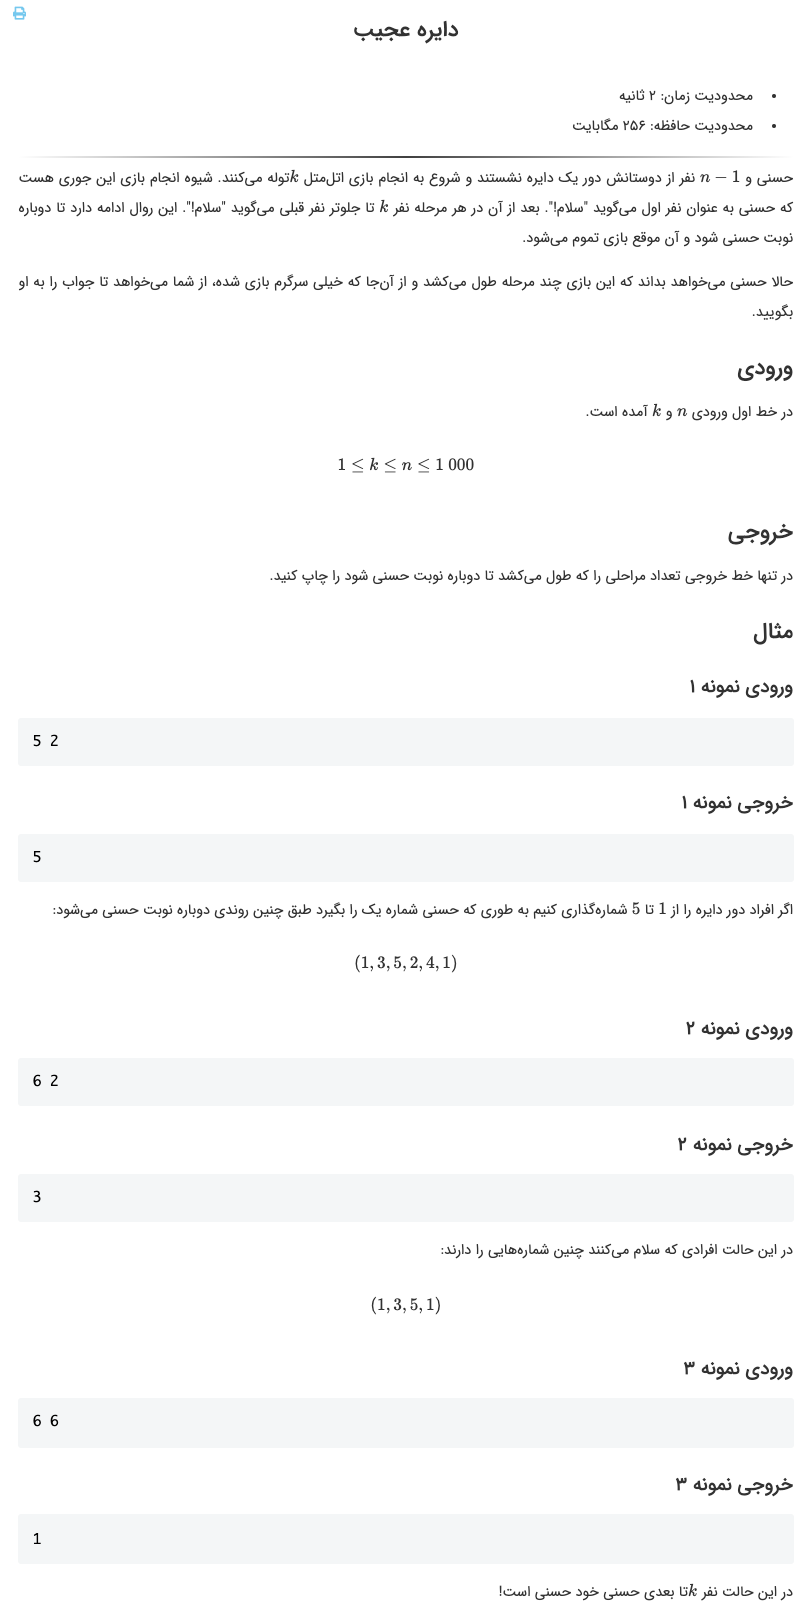 دایره عجیب
• محدودیت زمان: ۲ ثانیه
• محدودیت حافظه: ۲۵۶ مگابایت
حسنی و n − 1 نفر از دوستانش دور یک دایره نشستند و شروع به انجام بازی اتل‌متل kتوله می‌کنند. شیوه انجام بازی این جوری هست
که حسنی به عنوان نفر اول می‌گوید "سلام!". بعد از آن در هر مرحله نفر k تا جلوتر نفر قبلی می‌گوید "سلام!". این روال ادامه دارد تا دوباره
نوبت حسنی شود و آن موقع بازی تموم می‌شود.
حالا حسنی می‌خواهد بداند که این بازی چند مرحله طول می‌کشد و از آن‌جا که خیلی سرگرم بازی شده، از شما می‌خواهد تا جواب را به او
بگویید.
ورودی
در خط اول ورودی n و k آمده است.
1 ≤ k ≤ n ≤ 1 000
خروجی
در تنها خط خروجی تعداد مراحلی را که طول می‌کشد تا دوباره نوبت حسنی شود را چاپ کنید.
مثال
ورودی نمونه ۱
5 2
خروجی نمونه ۱
5
اگر افراد دور دایره را از 1 تا 5 شماره‌گذاری کنیم به طوری که حسنی شماره یک را بگیرد طبق چنین روندی دوباره نوبت حسنی می‌شود:
(1, 3, 5, 2, 4, 1)
ورودی نمونه ۲
6 2
خروجی نمونه ۲
3
در این حالت افرادی که سلام می‌کنند چنین شماره‌هایی را دارند:
(1, 3, 5, 1)
ورودی نمونه ۳
6 6
خروجی نمونه ۳
1
در این حالت نفر kتا بعدی حسنی خود حسنی است!